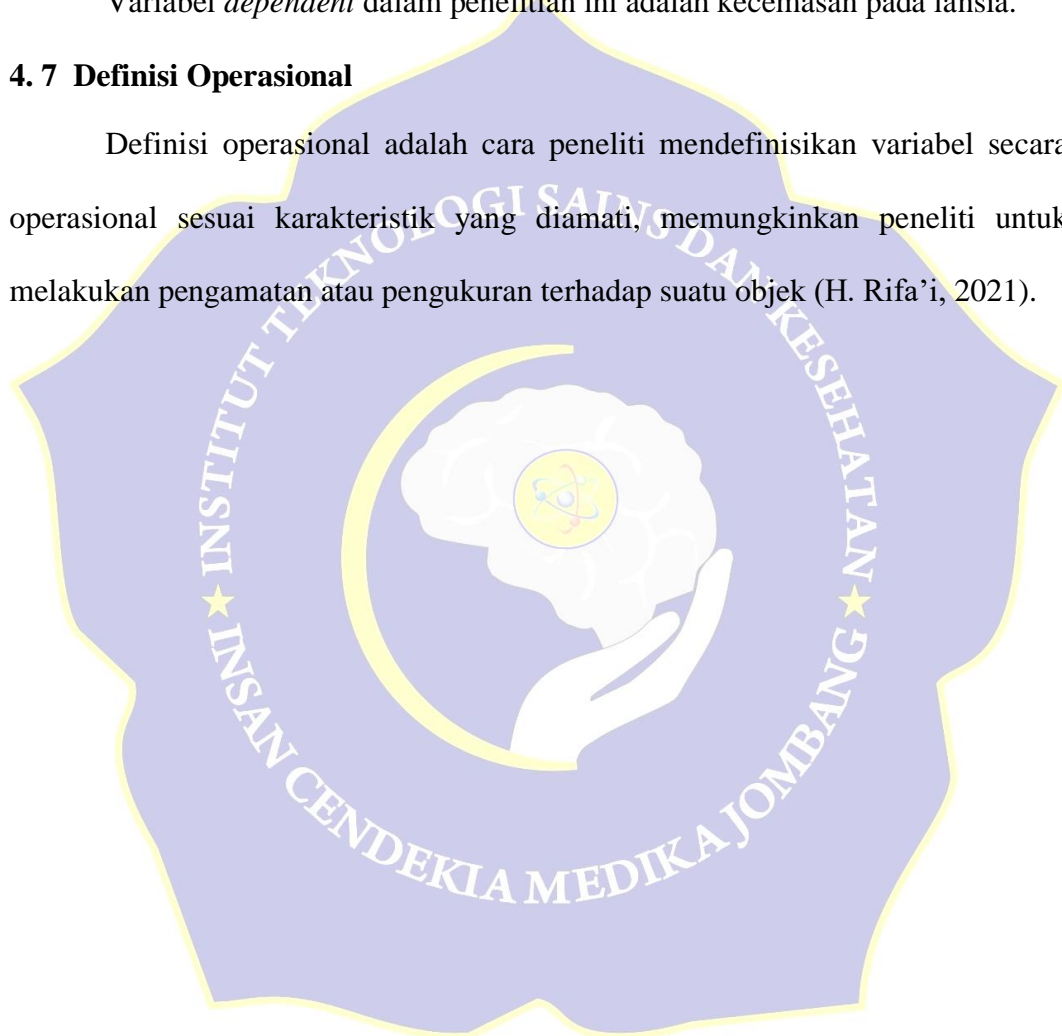 Variabel dependent dalam penelitian ini adalah kecemasan pada lansia.
4. 7 Definisi Operasional
Definisi operasional adalah cara peneliti mendefinisikan variabel secara
operasional sesuai karakteristik yang diamati, memungkinkan peneliti untuk
melakukan pengamatan atau pengukuran terhadap suatu objek (H. Rifa’i, 2021).
INSTITUT TEKNOLOGI SAINS DAN KESEHATAN
★ INSAN CENDEKIA MEDIKA JOMBANG ★